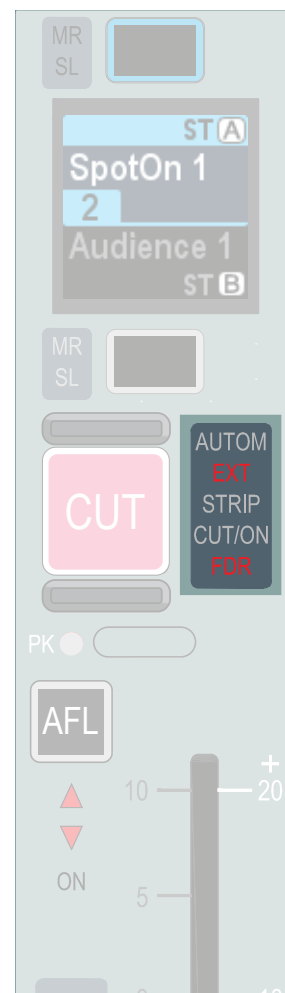 MR
SL
ST A
SpotOn 1
2
Audience 1
ST B
MR
SL
CUT
AUTOM
EXT
STRIP
CUT/ON
FDR
PK
AFL
+
10 20
ON
5